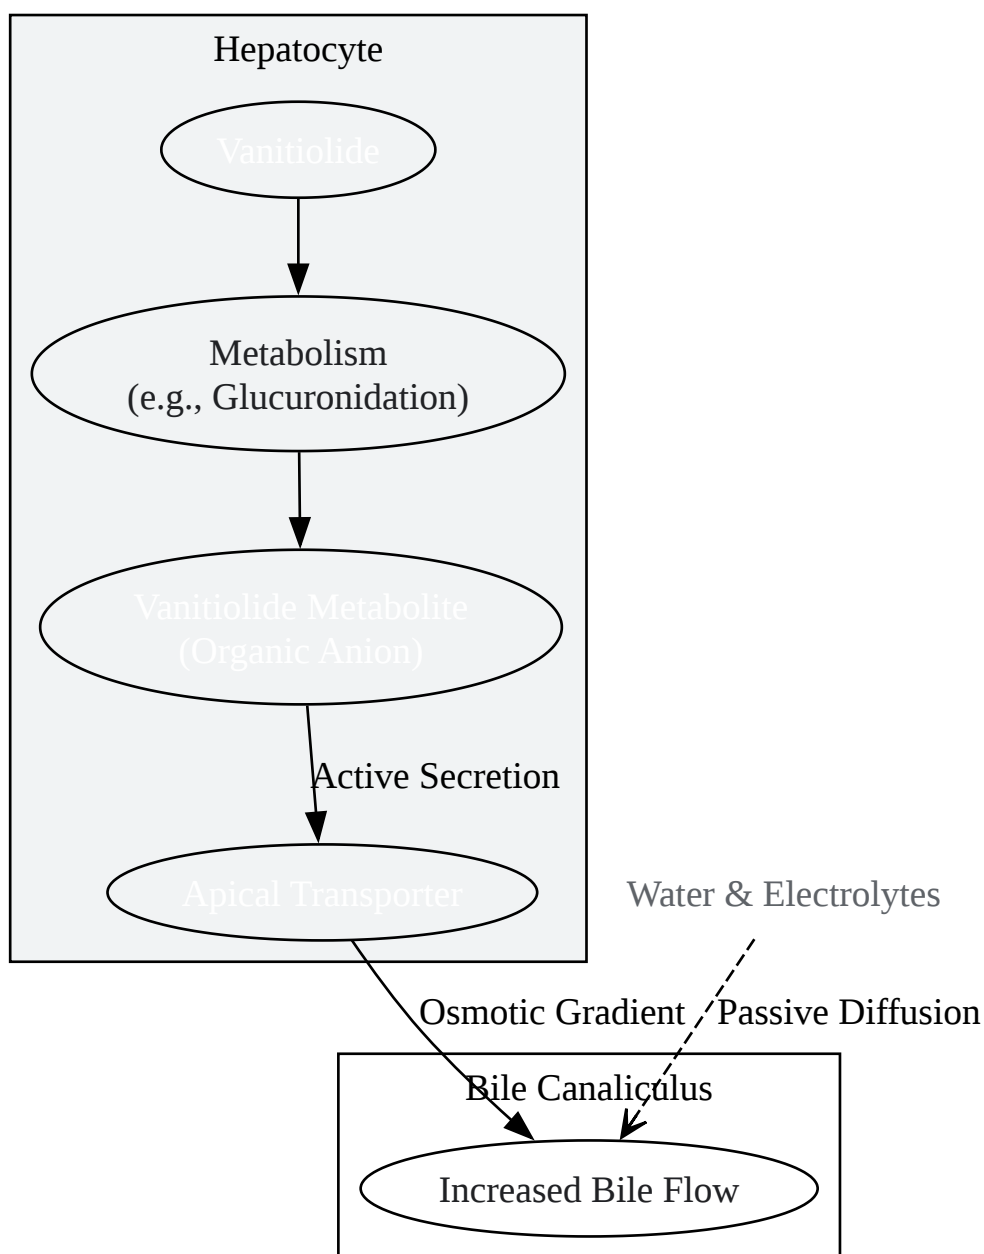 Hepatocyte
Vanitiolide
Metabolism
(e.g., Glucuronidation)
Vanitiolide Metabolite
(Organic Anion)
Active Secretion
Apical Transporter
Water & Electrolytes
Osmotic Gradient
Passive Diffusion
Bile Canaliculus
Increased Bile Flow